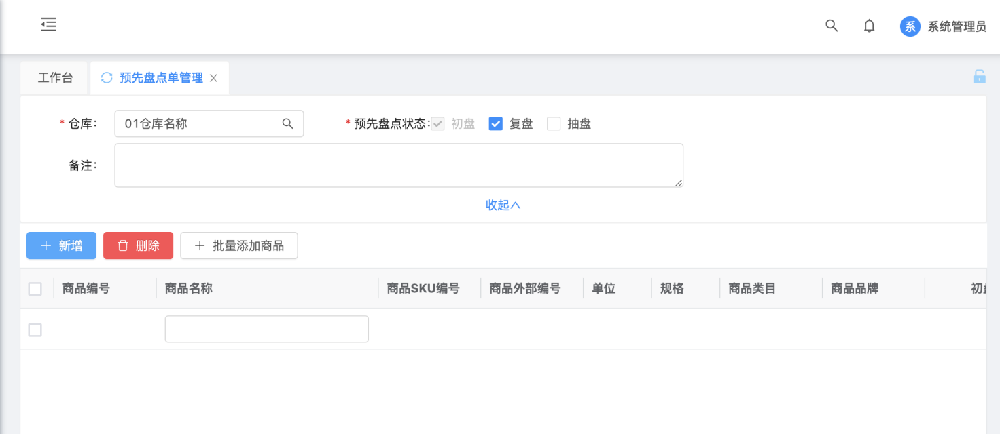 系 系统管理员
工作台 预先盘点单管理
* 仓库: 01仓库名称 * 预先盘点状态: 初盘 复盘 抽盘
备注:
收起
新增 删除 批量添加商品
商品编号 商品名称 商品SKU编号 商品外部编号 单位 规格 商品类目 商品品牌 初